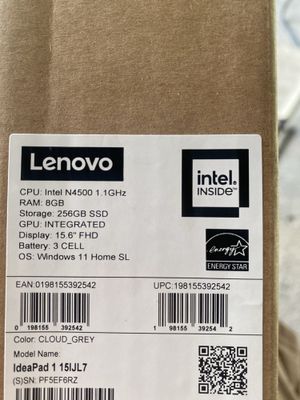 Lenovo
CPU: Intel N4500 1.1GHz
RAM: 8GB
Storage: 256GB SSD
GPU: INTEGRATED
Display: 15.6" FHD
Battery: 3 CELL
OS: Windows 11 Home SL
intel.
INSIDE™
energy
ENERGY STAR
EAN:0198155392542
UPC:198155392542
0 198155 392542
1 98155 39254 2
Color: CLOUD_GREY
Model Name:
IdeaPad 1 15IJL7
(S)SN: PF5EF6RZ